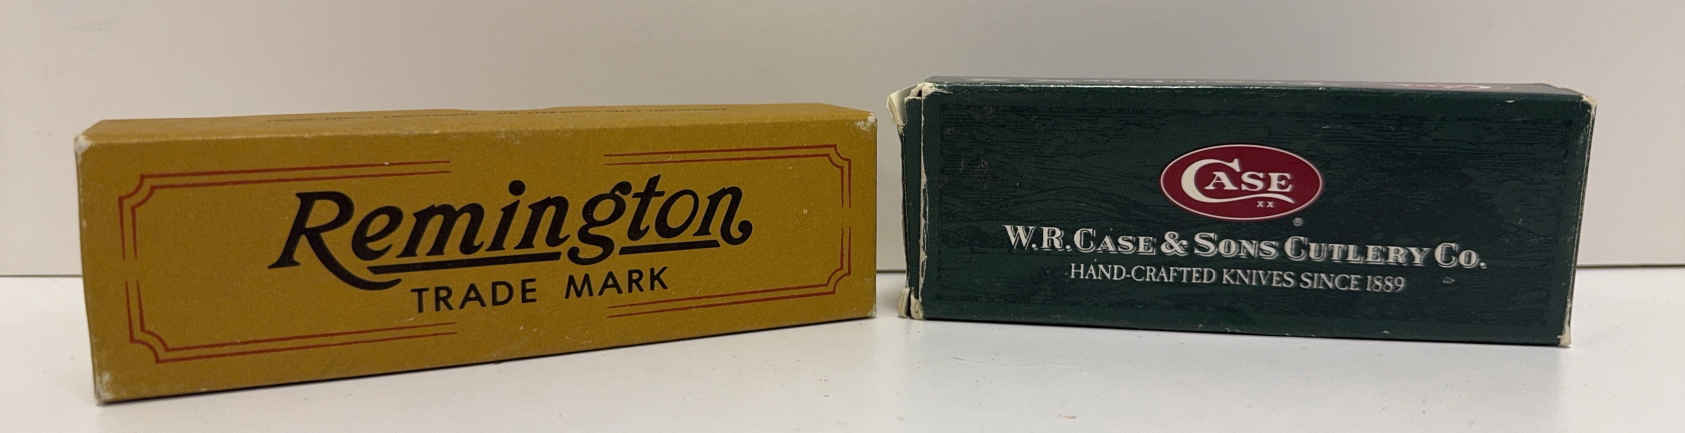 Remington
TRADE MARK
CASE
XX
®
W.R. CASE & SONS CUTLERY CO.
HAND-CRAFTED KNIVES SINCE 1889